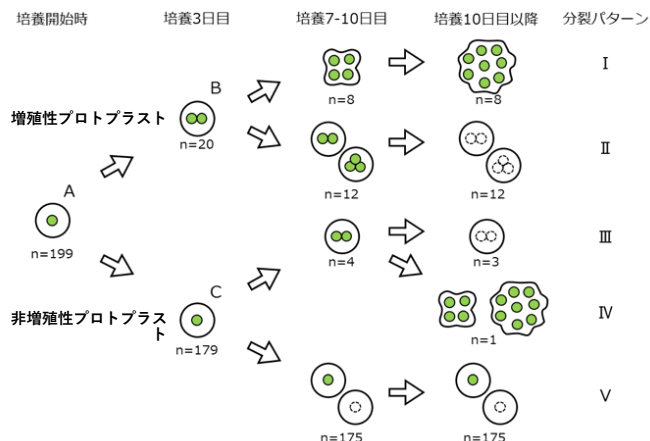 培養開始時 培養3日目 培養7-10日目 培養10日目以降 分裂パターン
B
n=8 n=8 Ⅰ
増殖性プロトプラスト
n=20
n=12 n=12 Ⅱ
A
n=199
n=4 n=3 Ⅲ
C
非増殖性プロトプラス
ト
n=179
n=1 Ⅳ
n=175 n=175 Ⅴ